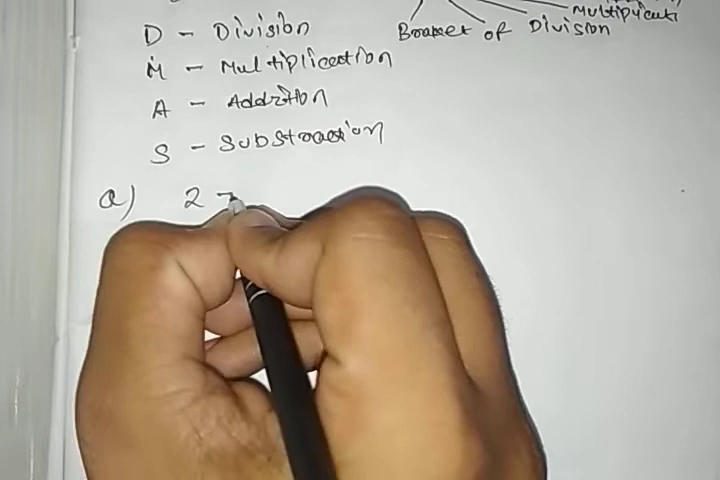 Multiplicati
D - Division Bracket of Division
M - Multiplication
A - Addition
S - Substraction
a) 2 -